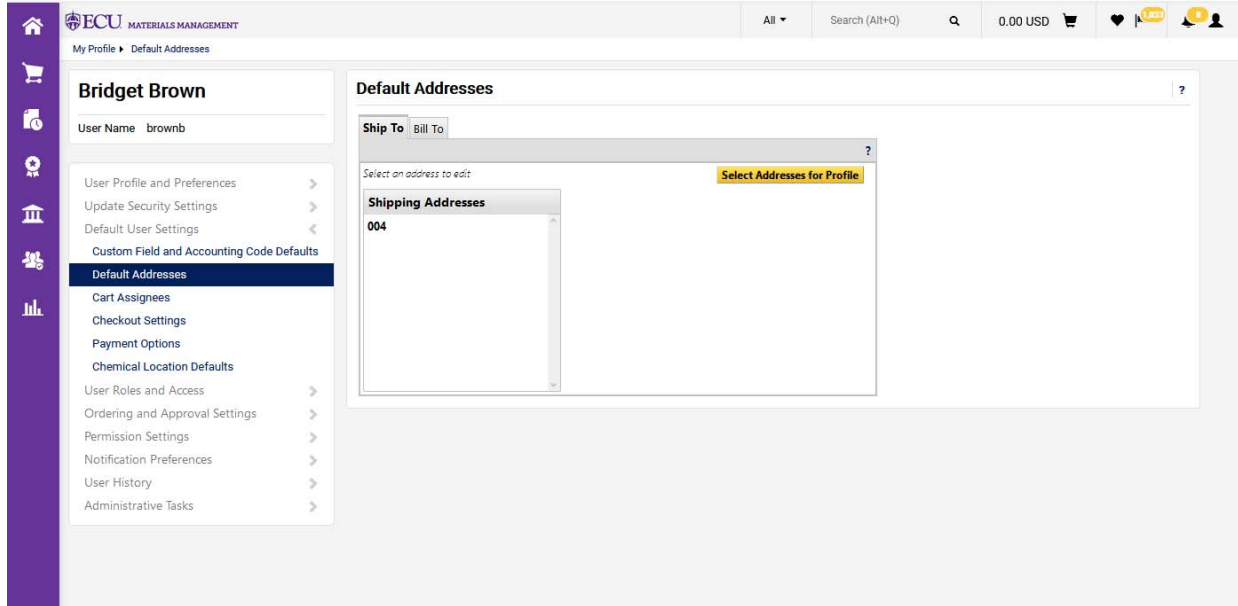 ECU MATERIALS MANAGEMENT
All
Search (Alt+Q)
0.00 USD
My Profile Default Addresses
Bridget Brown
User Name brownb
User Profile and Preferences
Update Security Settings
Default User Settings
Custom Field and Accounting Code Defaults
Default Addresses
Cart Assignees
Checkout Settings
Payment Options
Chemical Location Defaults
User Roles and Access
Ordering and Approval Settings
Permission Settings
Notification Preferences
User History
Administrative Tasks
Default Addresses
?
Ship To Bill To
?
Select an address to edit
Select Addresses for Profile
Shipping Addresses
004